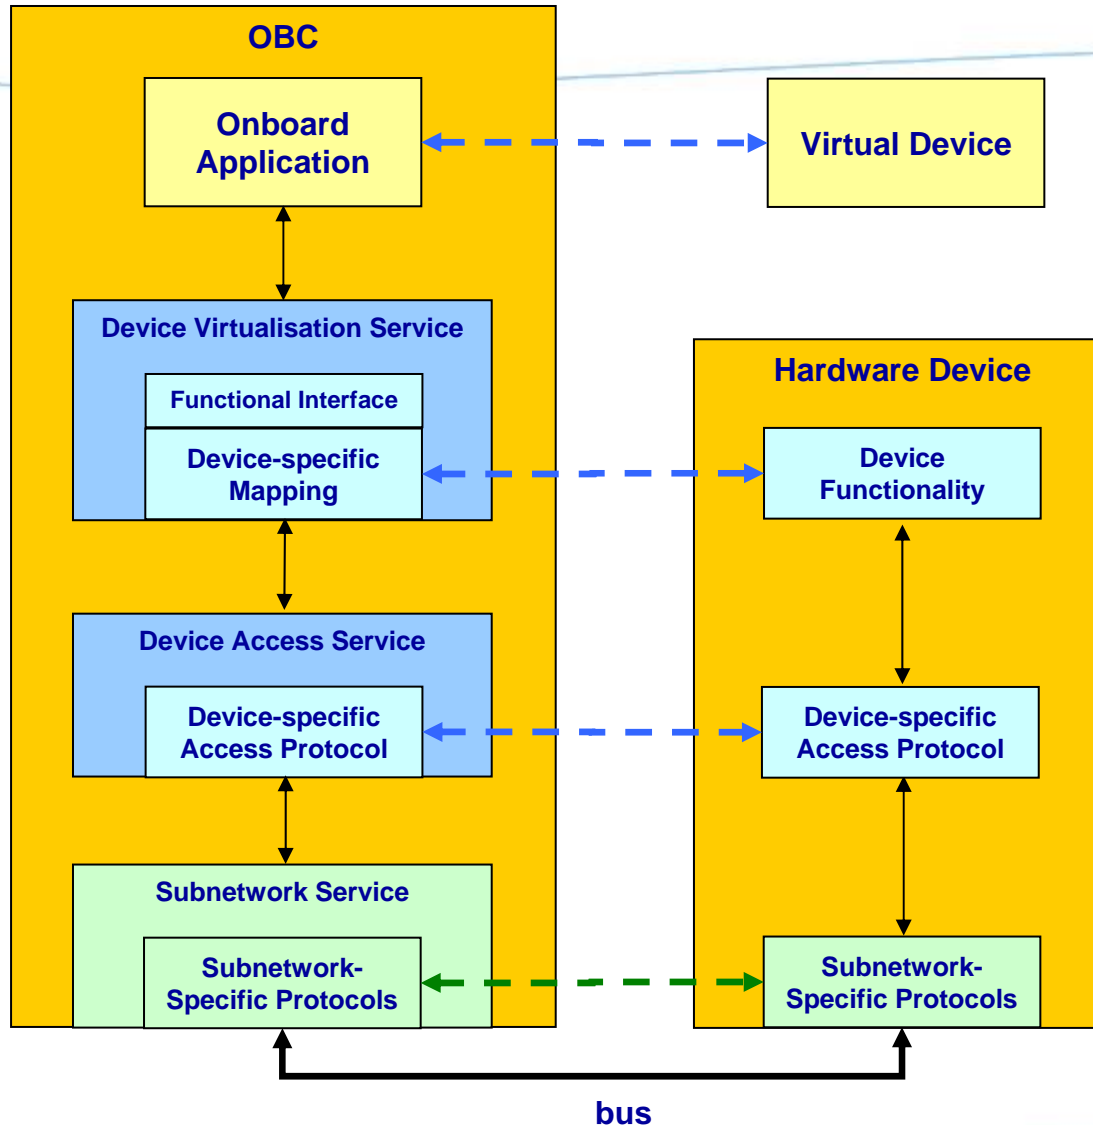 OBC
Onboard
Application
Virtual Device
Device Virtualisation Service
Functional Interface
Device-specific
Mapping
Hardware Device
Device
Functionality
Device Access Service
Device-specific
Access Protocol
Device-specific
Access Protocol
Subnetwork Service
Subnetwork-
Specific Protocols
Subnetwork-
Specific Protocols
bus